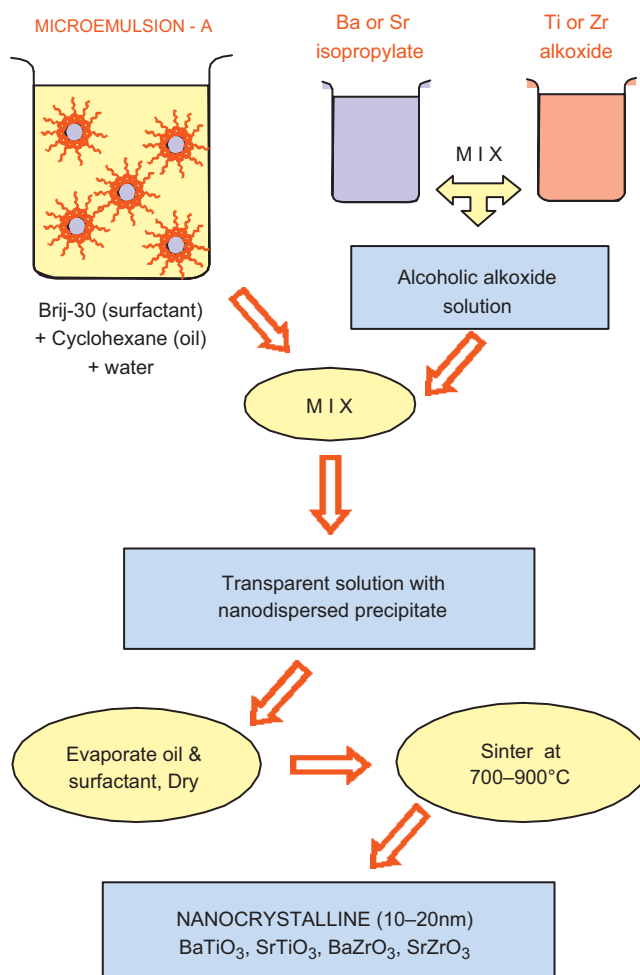 MICROEMULSION - A
Ba or Sr
isopropylate
Ti or Zr
alkoxide
M I X
Brij-30 (surfactant)
+ Cyclohexane (oil)
+ water
Alcoholic alkoxide
solution
M I X
Transparent solution with
nanodispersed precipitate
Evaporate oil &
surfactant, Dry
Sinter at
700–900°C
NANOCRYSTALLINE (10–20nm)
BaTiO₃, SrTiO₃, BaZrO₃, SrZrO₃